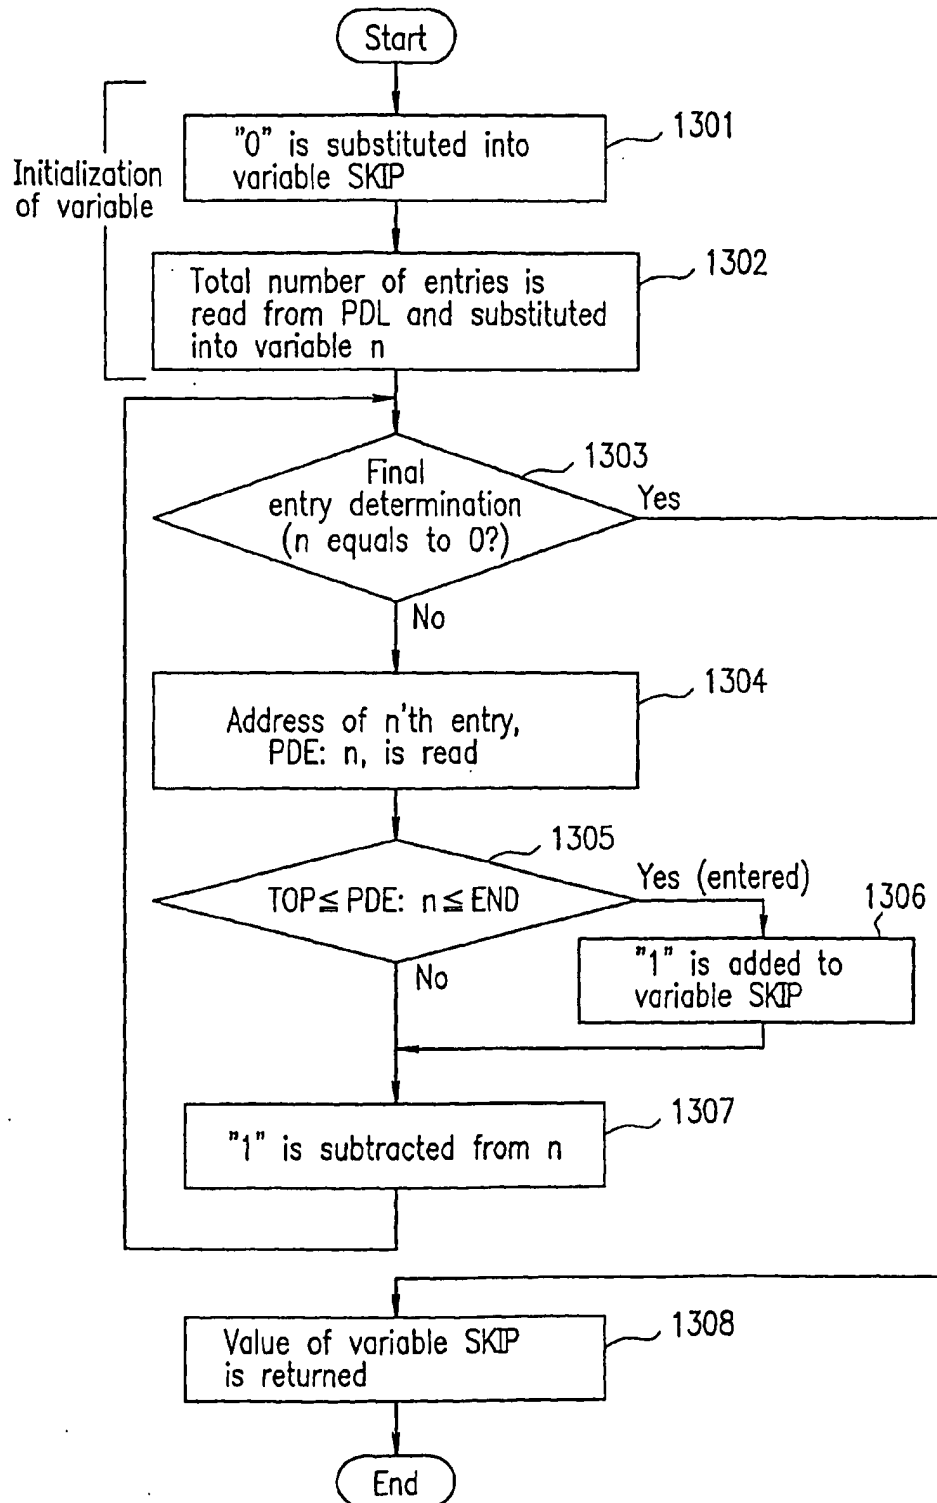 Start
1301
"0" is substituted into
variable SKIP
Initialization
of variable
1302
Total number of entries is
read from PDL and substituted
into variable n
1303
Final
entry determination
(n equals to 0?)
Yes
No
1304
Address of n'th entry,
PDE: n, is read
1305
TOP≦PDE: n≦END
Yes (entered)
1306
"1" is added to
variable SKIP
No
1307
"1" is subtracted from n
1308
Value of variable SKIP
is returned
End